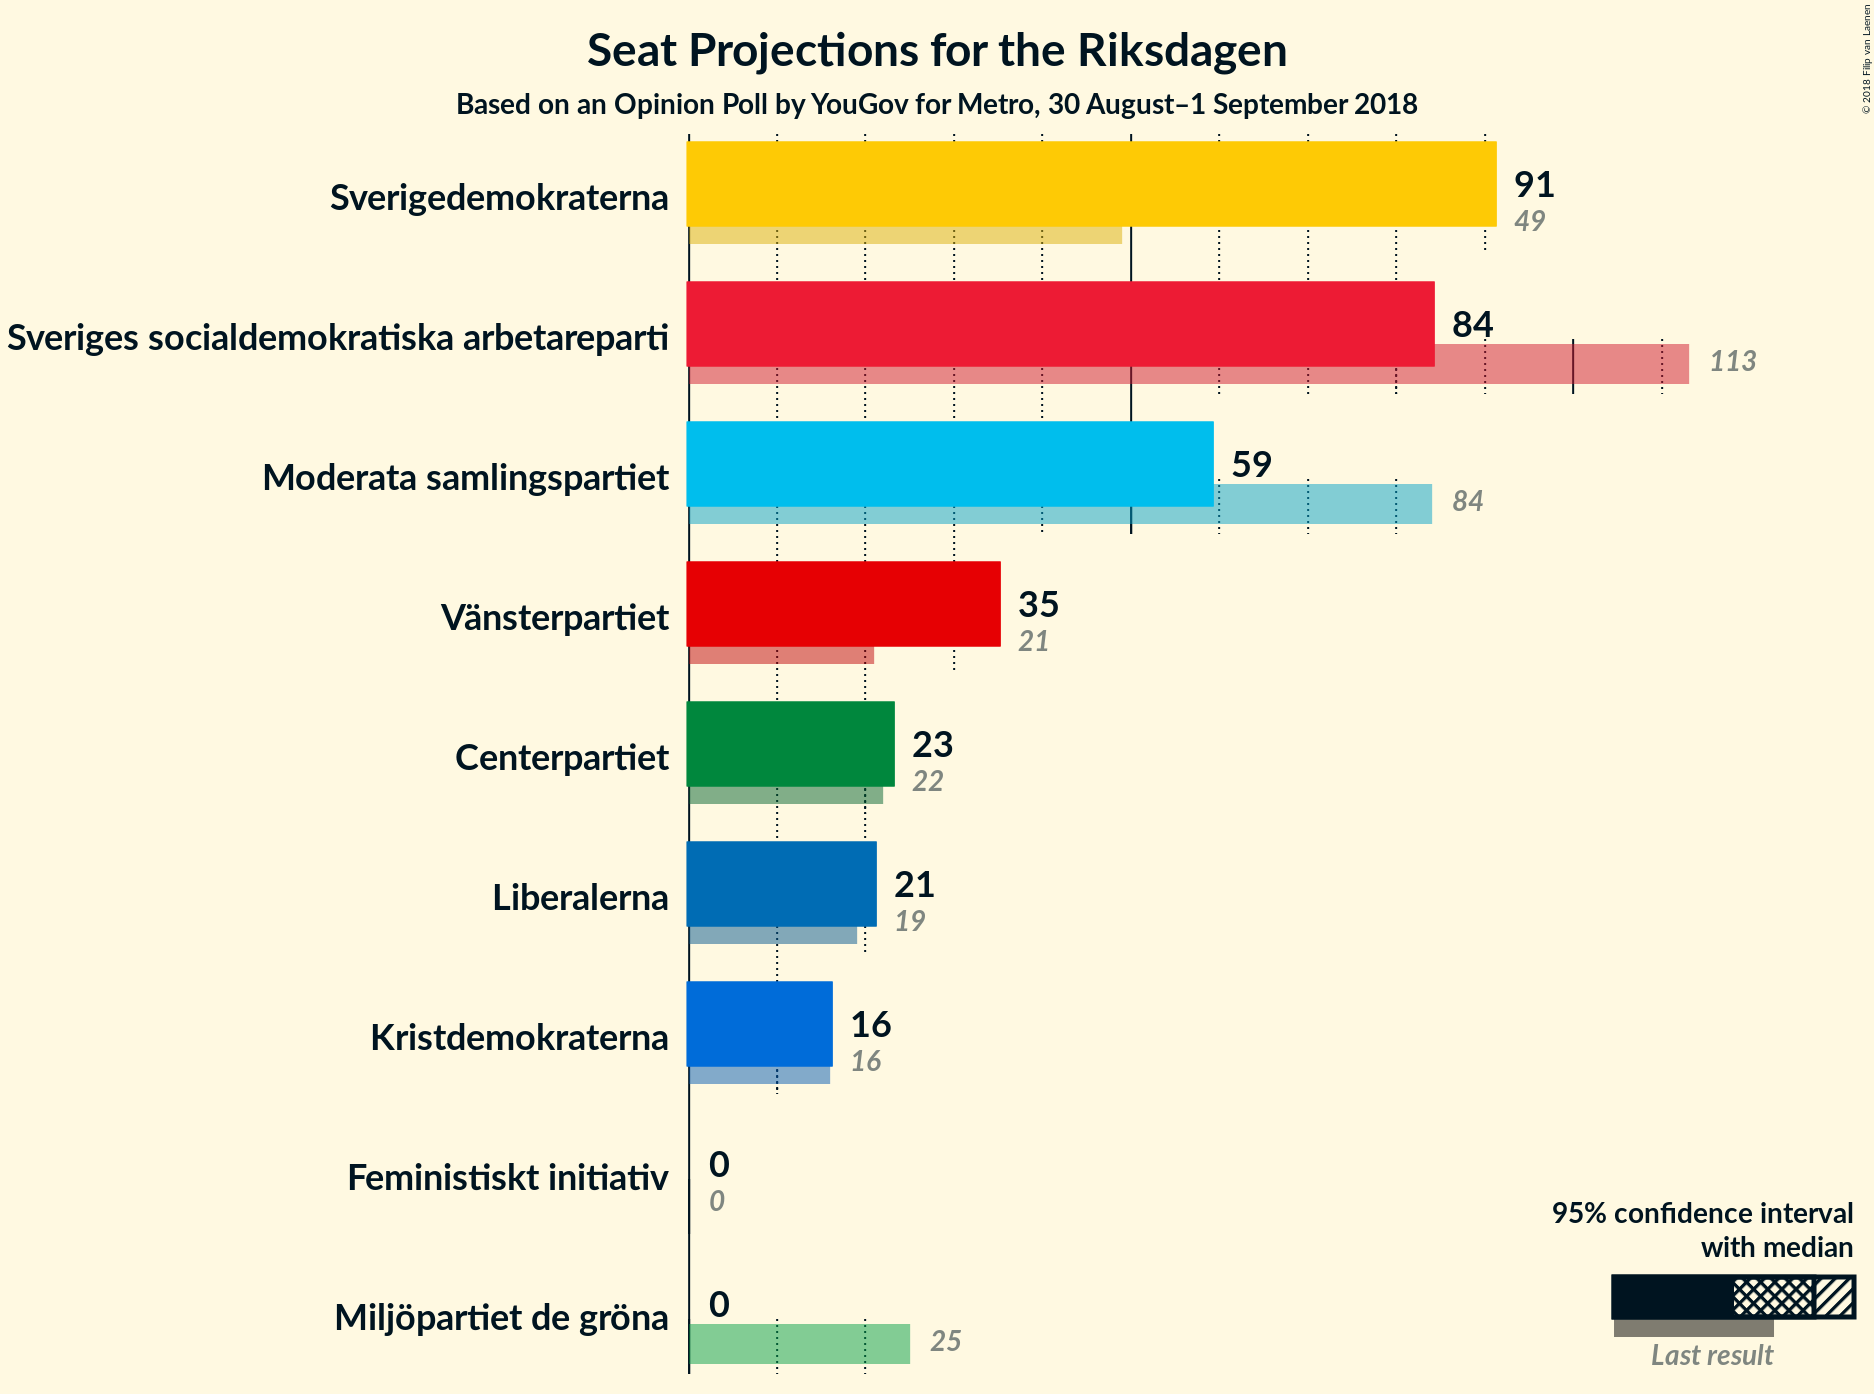 Seat Projections for the Riksdagen
Based on an Opinion Poll by YouGov for Metro, 30 August–1 September 2018
© 2018 Filip van Laenen
Sverigedemokraterna
91
49
Sveriges socialdemokratiska arbetareparti
84
113
Moderata samlingspartiet
59
84
Vänsterpartiet
35
21
Centerpartiet
23
22
Liberalerna
21
19
Kristdemokraterna
16
16
Feministiskt initiativ
0
0
Miljöpartiet de gröna
0
25
95% confidence interval
with median
Last result